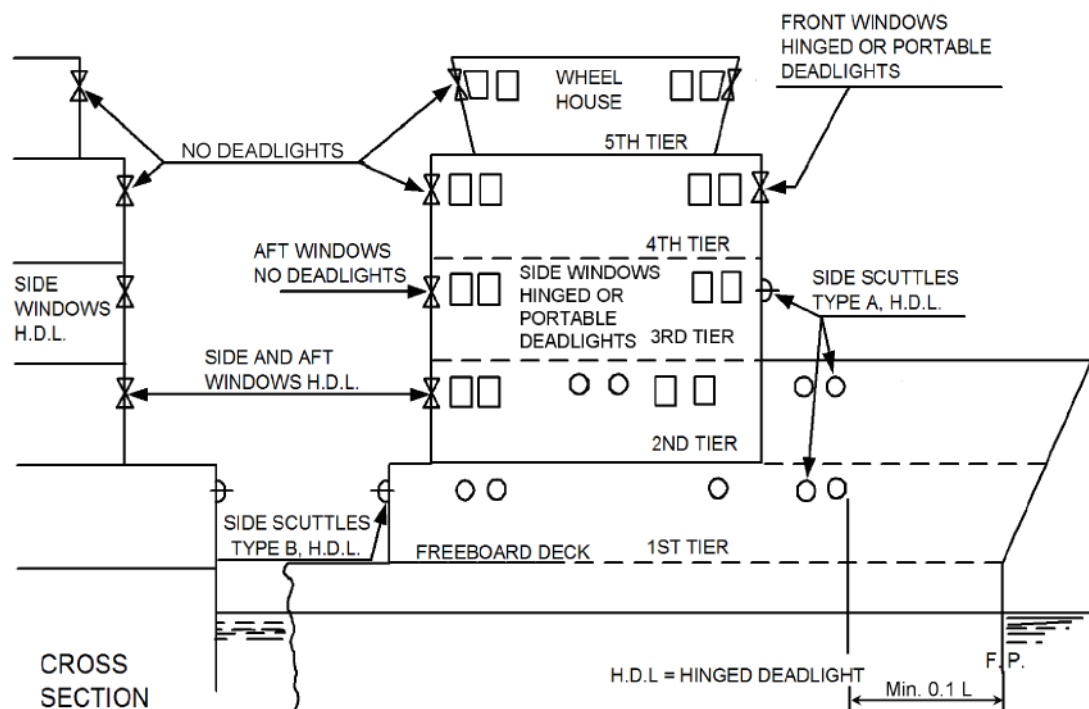 FRONT WINDOWS
HINGED OR PORTABLE
DEADLIGHTS
WHEEL
HOUSE
5TH TIER
NO DEADLIGHTS
4TH TIER
AFT WINDOWS
NO DEADLIGHTS
SIDE WINDOWS
HINGED OR
PORTABLE
DEADLIGHTS
3RD TIER
SIDE SCUTTLES
TYPE A, H.D.L.
SIDE
WINDOWS
H.D.L.
SIDE AND AFT
WINDOWS H.D.L.
2ND TIER
SIDE SCUTTLES
TYPE B, H.D.L.
FREEBOARD DECK
1ST TIER
CROSS
SECTION
H.D.L = HINGED DEADLIGHT
F. P.
Min. 0.1 L